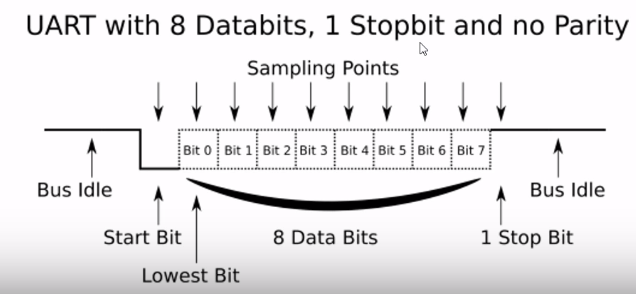 UART with 8 Databits, 1 Stopbit and no Parity
Sampling Points
Bit 0 Bit 1 Bit 2 Bit 3 Bit 4 Bit 5 Bit 6 Bit 7
Bus Idle
Bus Idle
Start Bit
8 Data Bits
1 Stop Bit
Lowest Bit